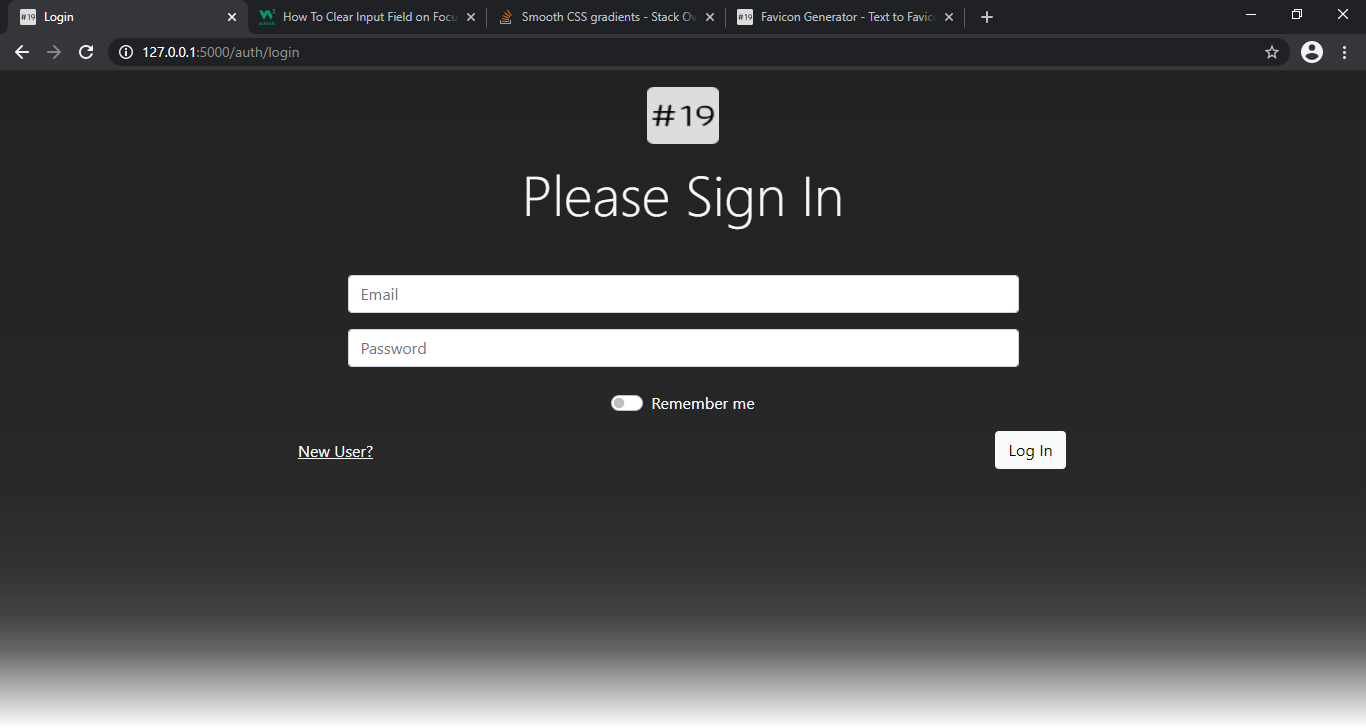 #19 Login
How To Clear Input Field on Focu
Smooth CSS gradients - Stack Ov
#19 Favicon Generator - Text to Favic
127.0.0.1:5000/auth/login
#19
Please Sign In
Email
Password
Remember me
New User?
Log In